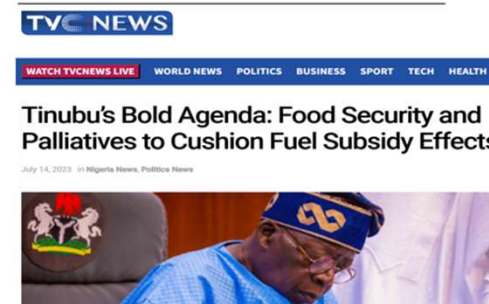 TVC NEWS
WATCH TVCNEWS LIVE WORLD NEWS POLITICS BUSINESS SPORT TECH HEALTH
Tinubu's Bold Agenda: Food Security and
Palliatives to Cushion Fuel Subsidy Effects
July 14, 2023 in Nigeria News, Politics News